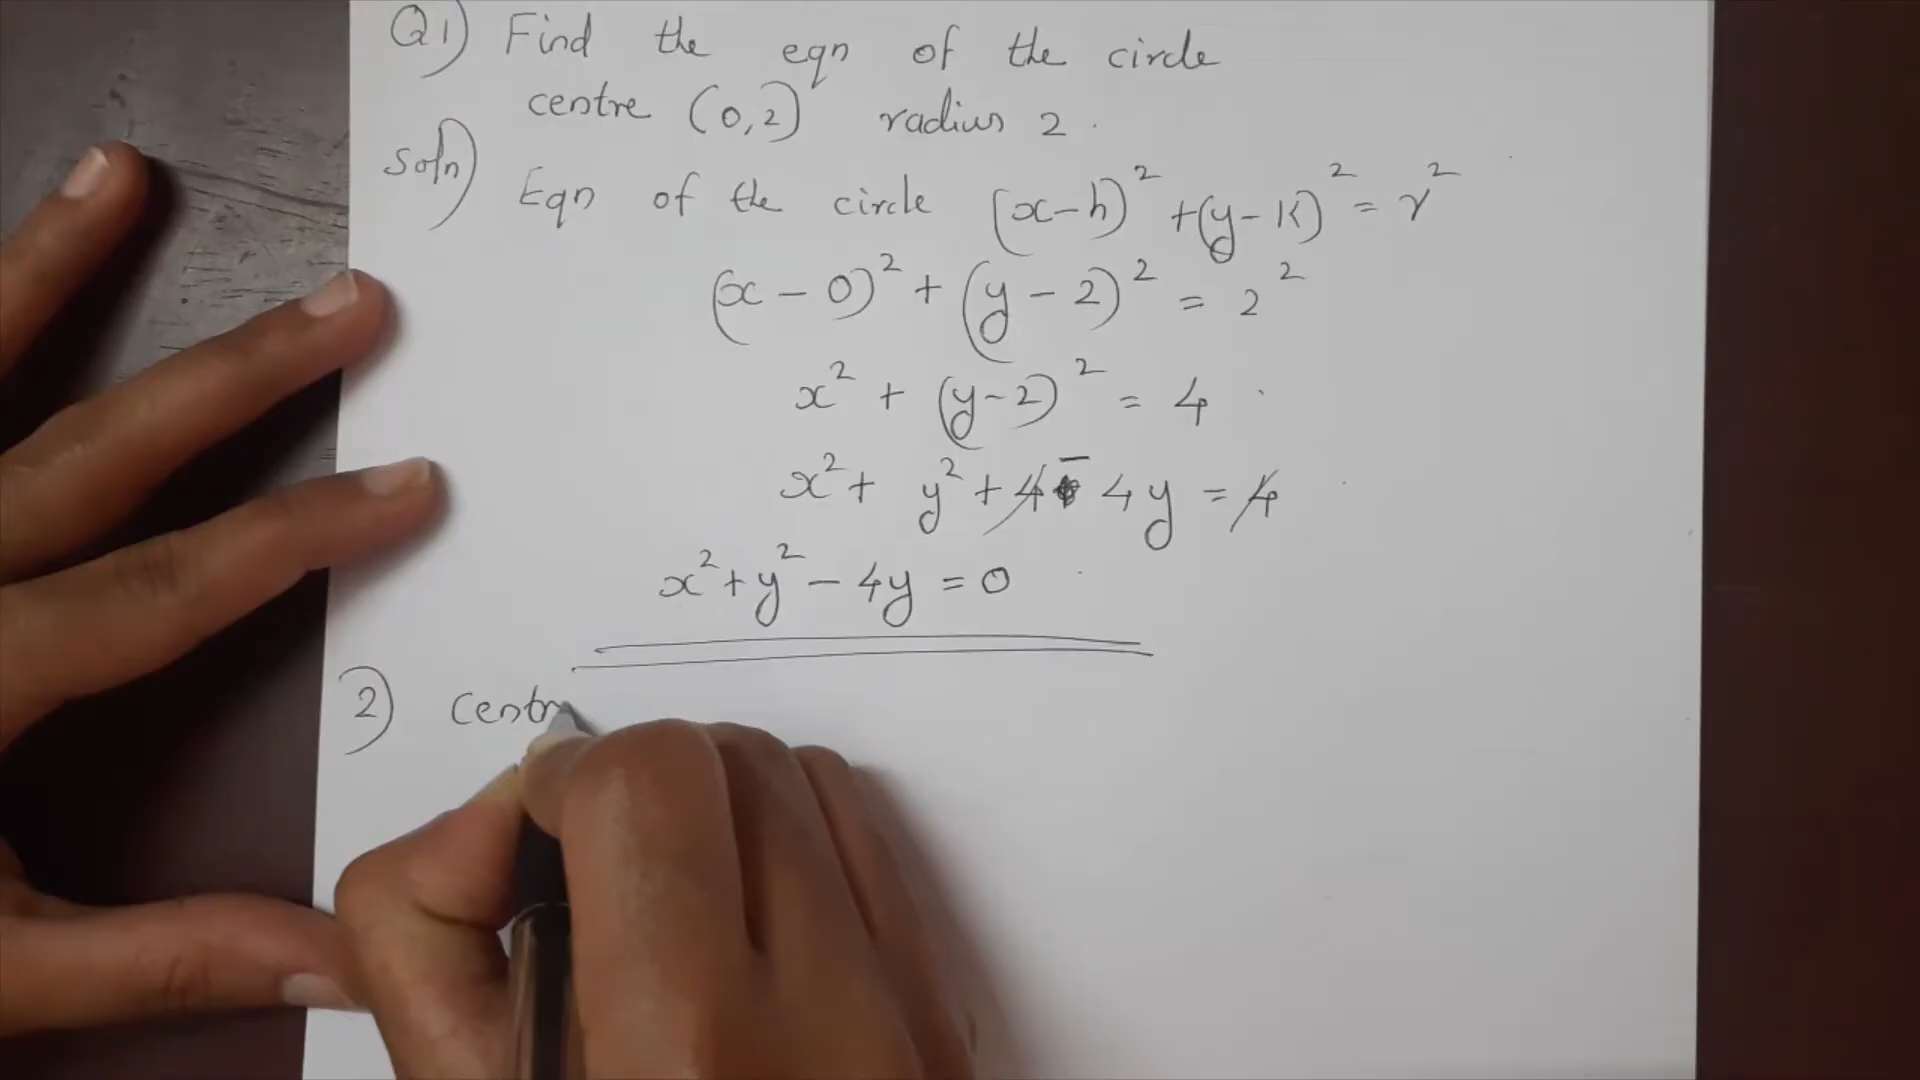 Q1) Find the eqn of the circle
centre (0,2) radius 2.
Soln) Eqn of the circle (x-h)² +(y-k)² = r²
(x - 0)² + (y - 2)² = 2²
x² + (y-2)² = 4
x² + y² + 4 - 4y = 4
x² + y² - 4y = 0
2) Centr